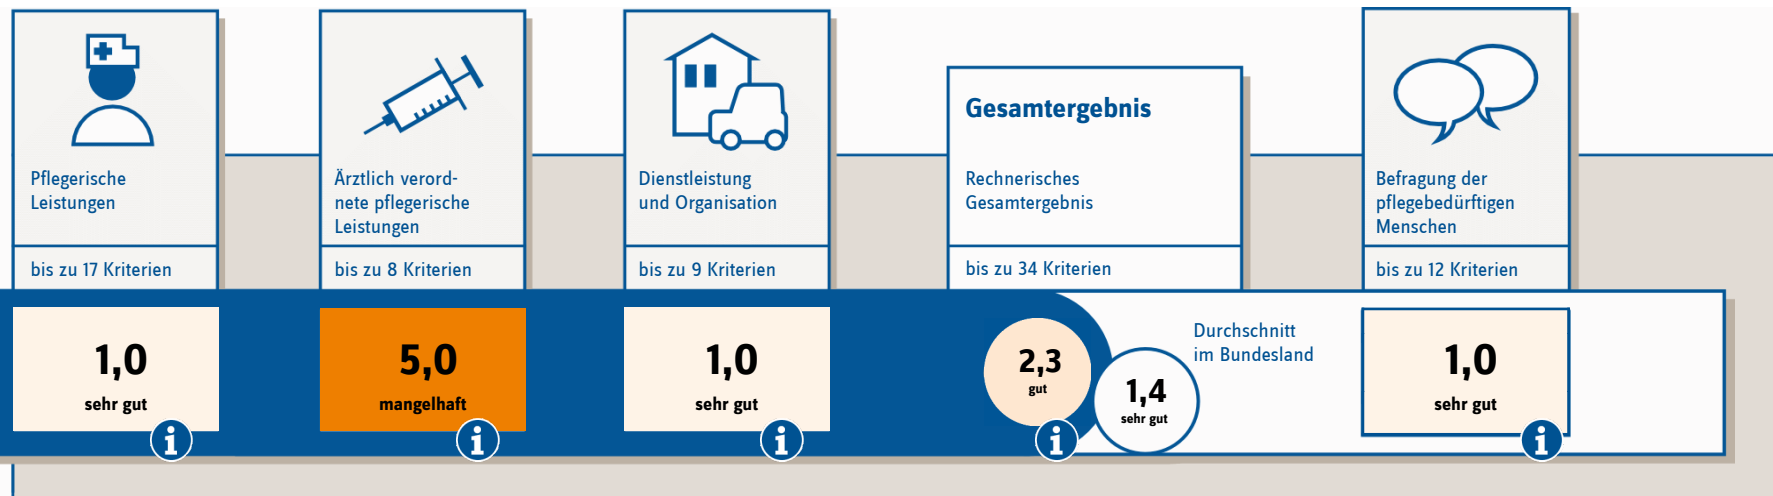 Pflegerische
Leistungen
bis zu 17 Kriterien
1,0
sehr gut
i
Ärztlich verord-
nete pflegerische
Leistungen
bis zu 8 Kriterien
5,0
mangelhaft
i
Dienstleistung
und Organisation
bis zu 9 Kriterien
1,0
sehr gut
i
Gesamtergebnis
Rechnerisches
Gesamtergebnis
bis zu 34 Kriterien
2,3
gut
i
Durchschnitt
im Bundesland
1,4
sehr gut
Befragung der
pflegebedürftigen
Menschen
bis zu 12 Kriterien
1,0
sehr gut
i